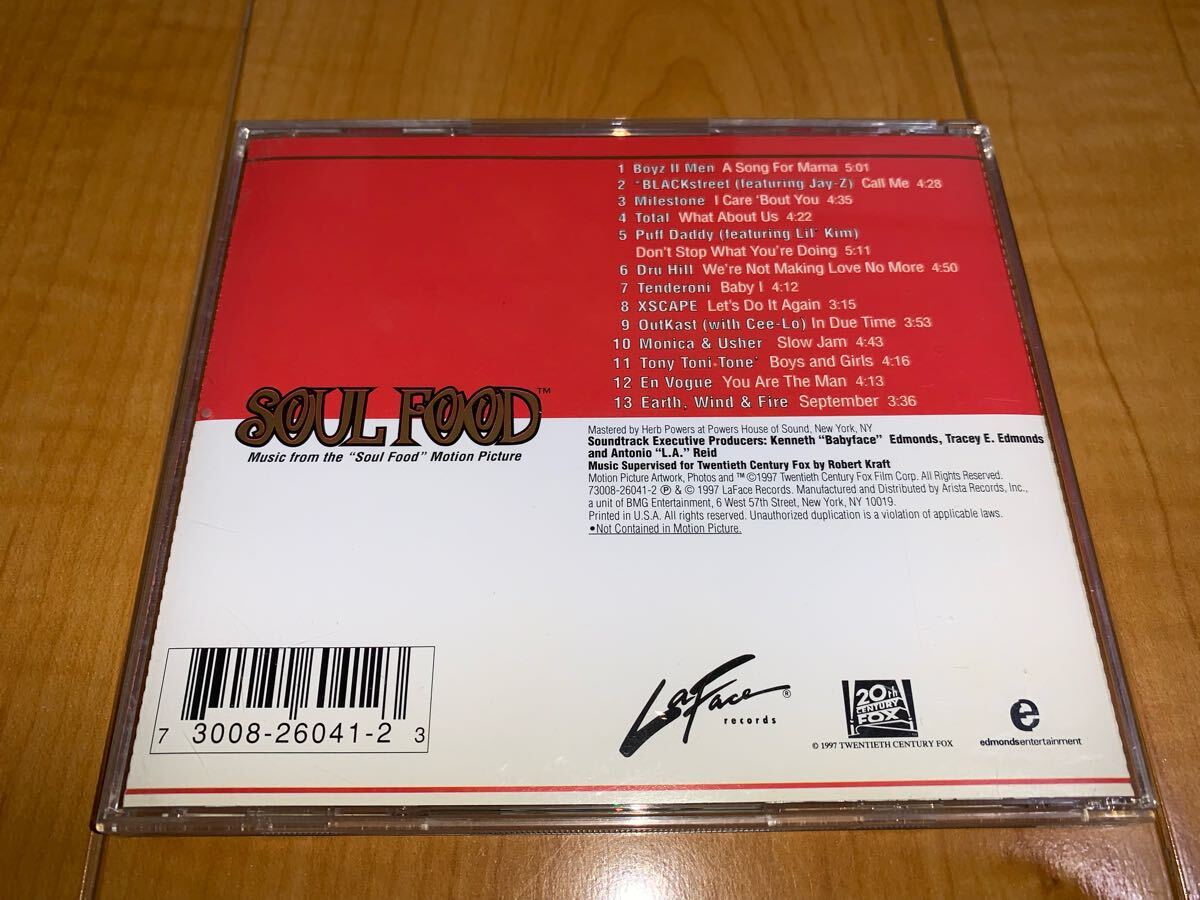 1 Boyz II Men A Song For Mama 5:01
2 *BLACKstreet (featuring Jay-Z) Call Me 4:28
3 Milestone I Care 'Bout You 4:35
4 Total What About Us 4:22
5 Puff Daddy (featuring Lil' Kim)
Don't Stop What You're Doing 5:11
6 Dru Hill We're Not Making Love No More 4:50
7 Tenderoni Baby I 4:12
8 XSCAPE Let's Do It Again 3:15
9 OutKast (with Cee-Lo) In Due Time 3:53
10 Monica & Usher Slow Jam 4:43
11 Tony Toni-Tone' Boys and Girls 4:16
12 En Vogue You Are The Man 4:13
13 Earth, Wind & Fire September 3:36
SOUL FOOD™
Music from the "Soul Food" Motion Picture
Mastered by Herb Powers at Powers House of Sound, New York, NY
Soundtrack Executive Producers: Kenneth "Babyface" Edmonds, Tracey E. Edmonds
and Antonio "L.A." Reid
Music Supervised for Twentieth Century Fox by Robert Kraft
Motion Picture Artwork, Photos and ™©1997 Twentieth Century Fox Film Corp. All Rights Reserved.
73008-26041-2 ℗ & © 1997 LaFace Records. Manufactured and Distributed by Arista Records, Inc.,
a unit of BMG Entertainment, 6 West 57th Street, New York, NY 10019.
Printed in U.S.A. All rights reserved. Unauthorized duplication is a violation of applicable laws.
•Not Contained in Motion Picture.
7 3008-26041-2 3
LaFace®
records
20th
CENTURY
FOX
© 1997 TWENTIETH CENTURY FOX
e
edmondsentertainment